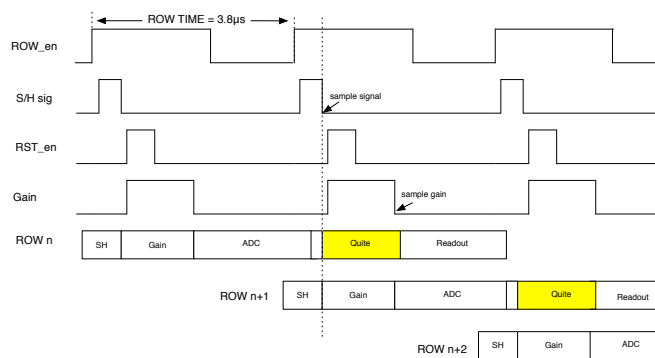 ROW TIME = 3.8µs
ROW_en
S/H sig
sample signal
RST_en
Gain
sample gain
ROW n
SH
Gain
ADC
Quite
Readout
ROW n+1
SH
Gain
ADC
Quite
Readout
ROW n+2
SH
Gain
ADC